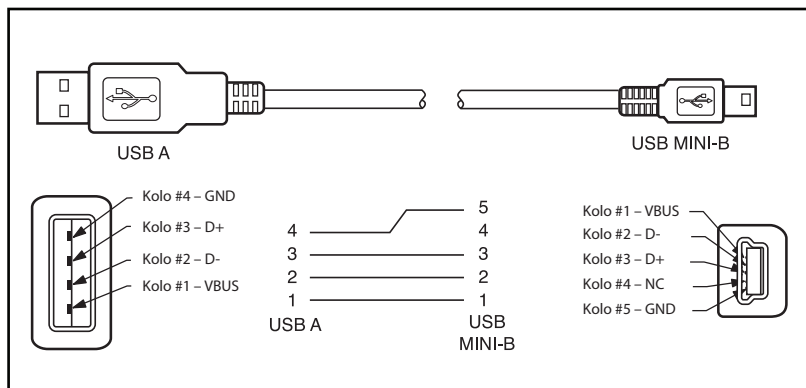 USB A
USB MINI-B
Kolo #4 – GND
Kolo #3 – D+
Kolo #2 – D-
Kolo #1 – VBUS
4
3
2
1
USB A
5
4
3
2
1
USB
MINI-B
Kolo #1 – VBUS
Kolo #2 – D-
Kolo #3 – D+
Kolo #4 – NC
Kolo #5 – GND